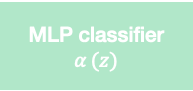 MLP classifier
𝛼 (𝑧)